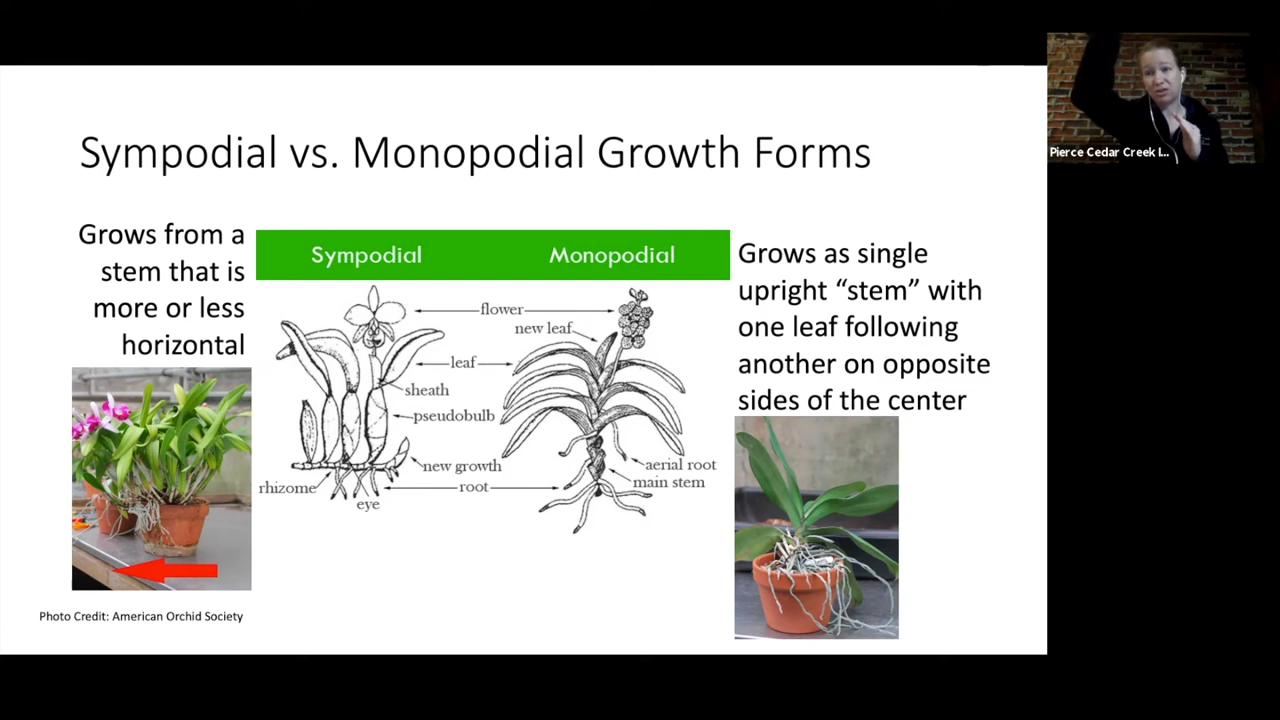 Sympodial vs. Monopodial Growth Forms
Grows from a
stem that is
more or less
horizontal
Sympodial
Monopodial
flower
new leaf
leaf
sheath
pseudobulb
new growth
rhizome
root
eye
aerial root
main stem
Grows as single
upright “stem” with
one leaf following
another on opposite
sides of the center
Photo Credit: American Orchid Society
Pierce Cedar Creek I...